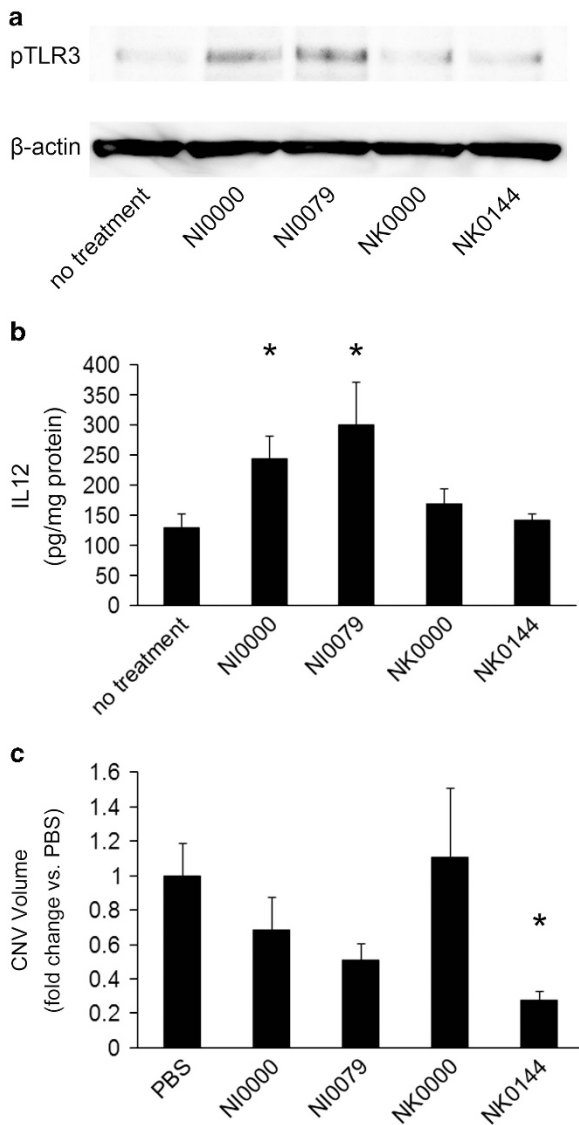 a
pTLR3
β-actin
no treatment
NI0000
NI0079
NK0000
NK0144
b
IL12
(pg/mg protein)
400
350
300
250
200
150
100
50
0
*
*
no treatment
NI0000
NI0079
NK0000
NK0144
c
CNV Volume
(fold change vs. PBS)
1.6
1.4
1.2
1
0.8
0.6
0.4
0.2
0
*
PBS
NI0000
NI0079
NK0000
NK0144